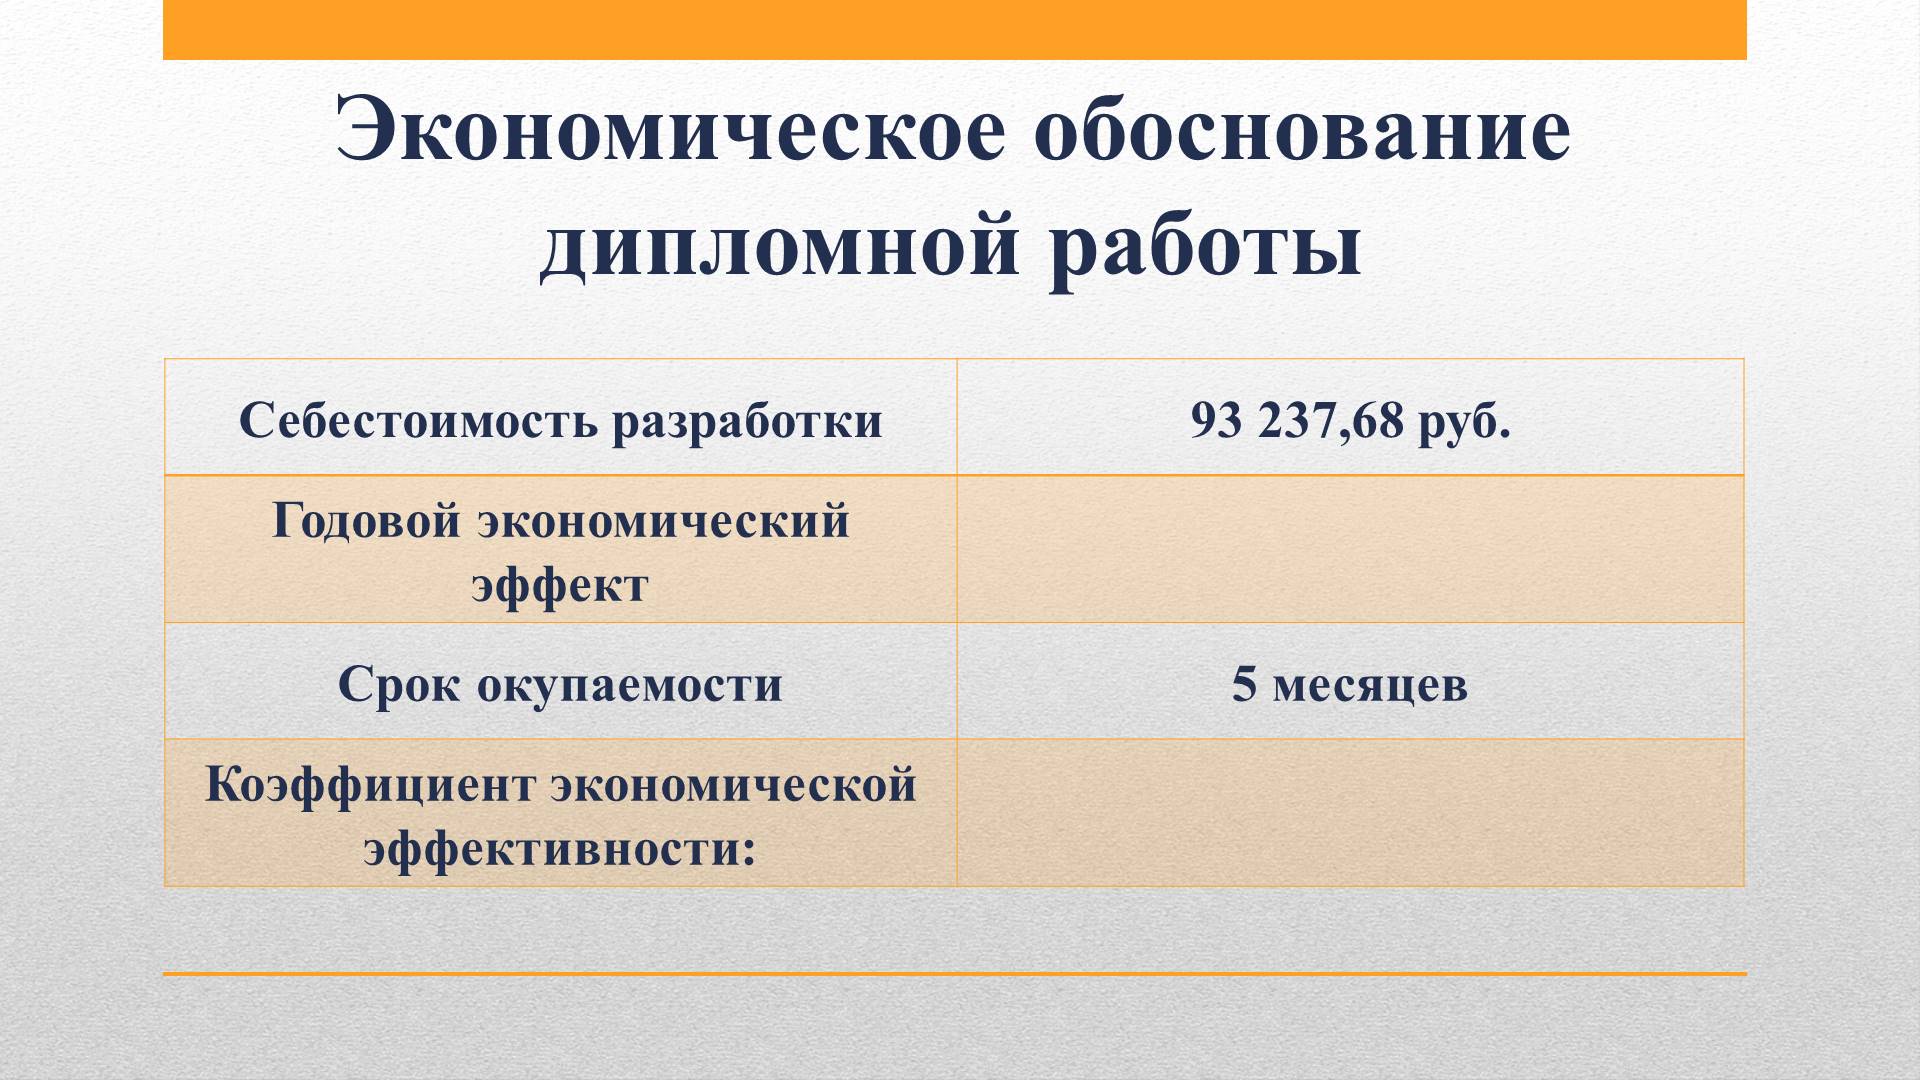 Экономическое обоснование
дипломной работы
Себестоимость разработки
93 237,68 руб.
Годовой экономический
эффект
Срок окупаемости
5 месяцев
Коэффициент экономической
эффективности: